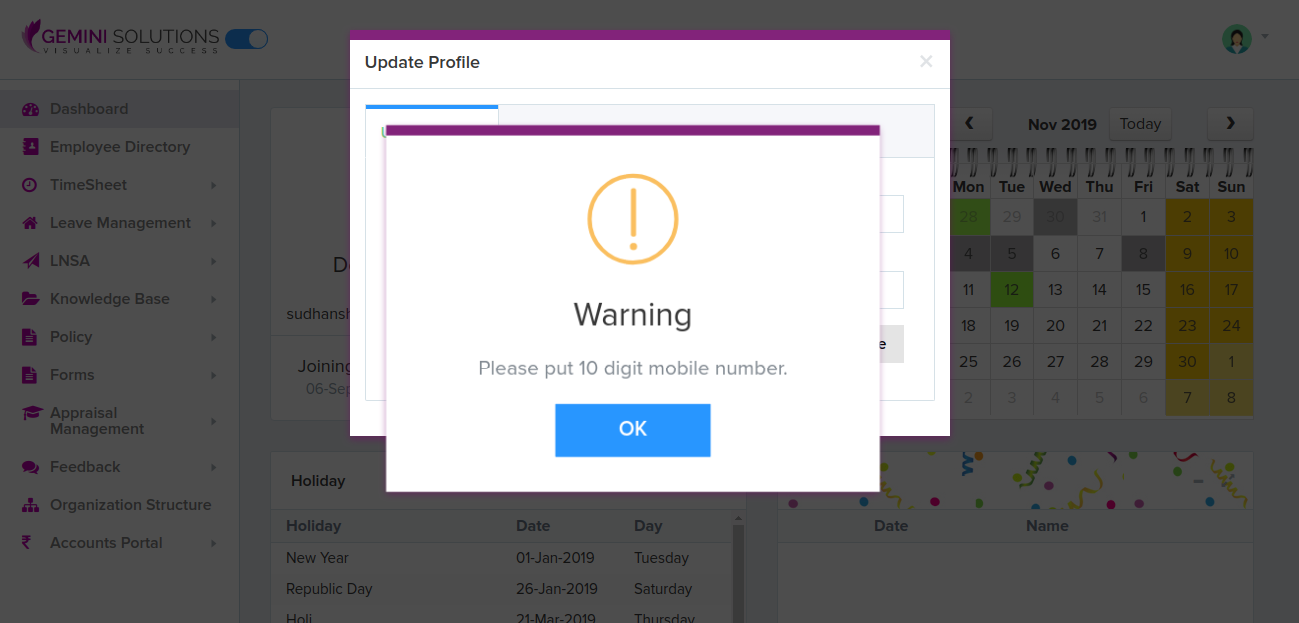 GEMINI SOLUTIONS
VISUALIZE SUCCESS
Dashboard
Employee Directory
TimeSheet
Leave Management
LNSA
Knowledge Base
Policy
Forms
Appraisal
Management
Feedback
Organization Structure
Accounts Portal
Update Profile
×
Warning
Please put 10 digit mobile number.
OK
D
sudhansh
Joining
06-Sep
e
Nov 2019 Today
Mon Tue Wed Thu Fri Sat Sun
28 29 30 31 1 2 3
4 5 6 7 8 9 10
11 12 13 14 15 16 17
18 19 20 21 22 23 24
25 26 27 28 29 30 1
2 3 4 5 6 7 8
Holiday
Holiday Date Day
New Year 01-Jan-2019 Tuesday
Republic Day 26-Jan-2019 Saturday
Holi 21-Mar-2019 Thursday
Date Name